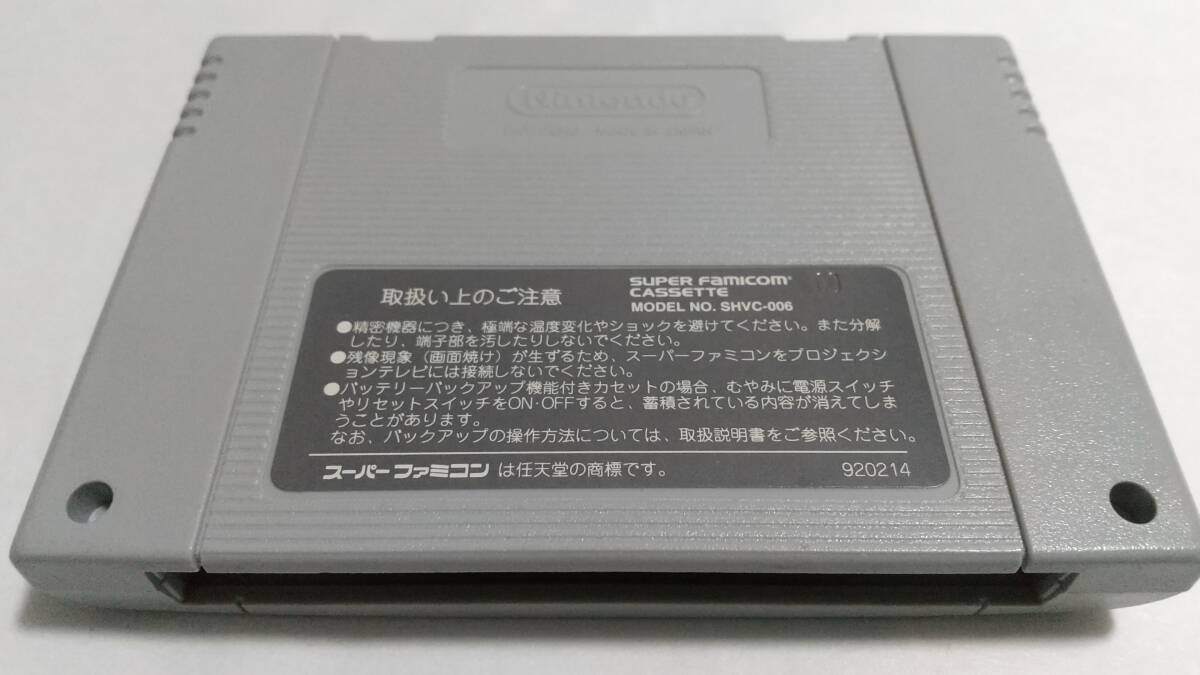 Nintendo
MADE IN JAPAN
取扱い上のご注意
SUPER FAMICOM
CASSETTE
MODEL NO. SHVC-006
●精密機器につき、極端な温度変化やショックを避けてください。また分解
したり、端子部を汚したりしないでください。
●残像現象（画面焼け）が生ずるため、スーパーファミコンをプロジェクシ
ョンテレビには接続しないでください。
●バッテリーバックアップ機能付きカセットの場合、むやみに電源スイッチ
やリセットスイッチをON・OFFすると、蓄積されている内容が消えてしま
うことがあります。
なお、バックアップの操作方法については、取扱説明書をご参照ください。
スーパーファミコン は任天堂の商標です。
920214